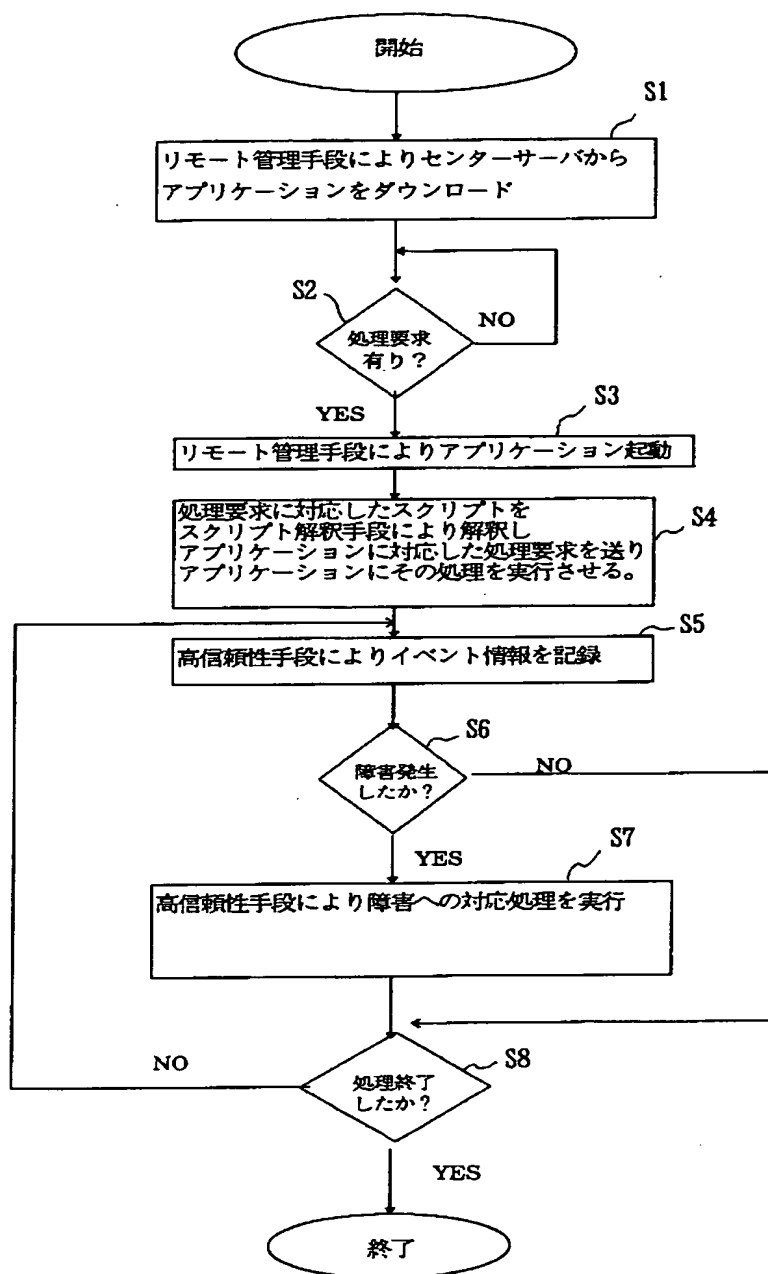 開始
S1
リモート管理手段によりセンターサーバから
アプリケーションをダウンロード
S2
処理要求
有り？
NO
YES
S3
リモート管理手段によりアプリケーション起動
S4
処理要求に対応したスクリプトを
スクリプト解釈手段により解釈し
アプリケーションに対応した処理要求を送り
アプリケーションにその処理を実行させる。
S5
高信頼性手段によりイベント情報を記録
S6
障害発生
したか？
NO
YES
S7
高信頼性手段により障害への対応処理を実行
S8
処理終了
したか？
NO
YES
終了